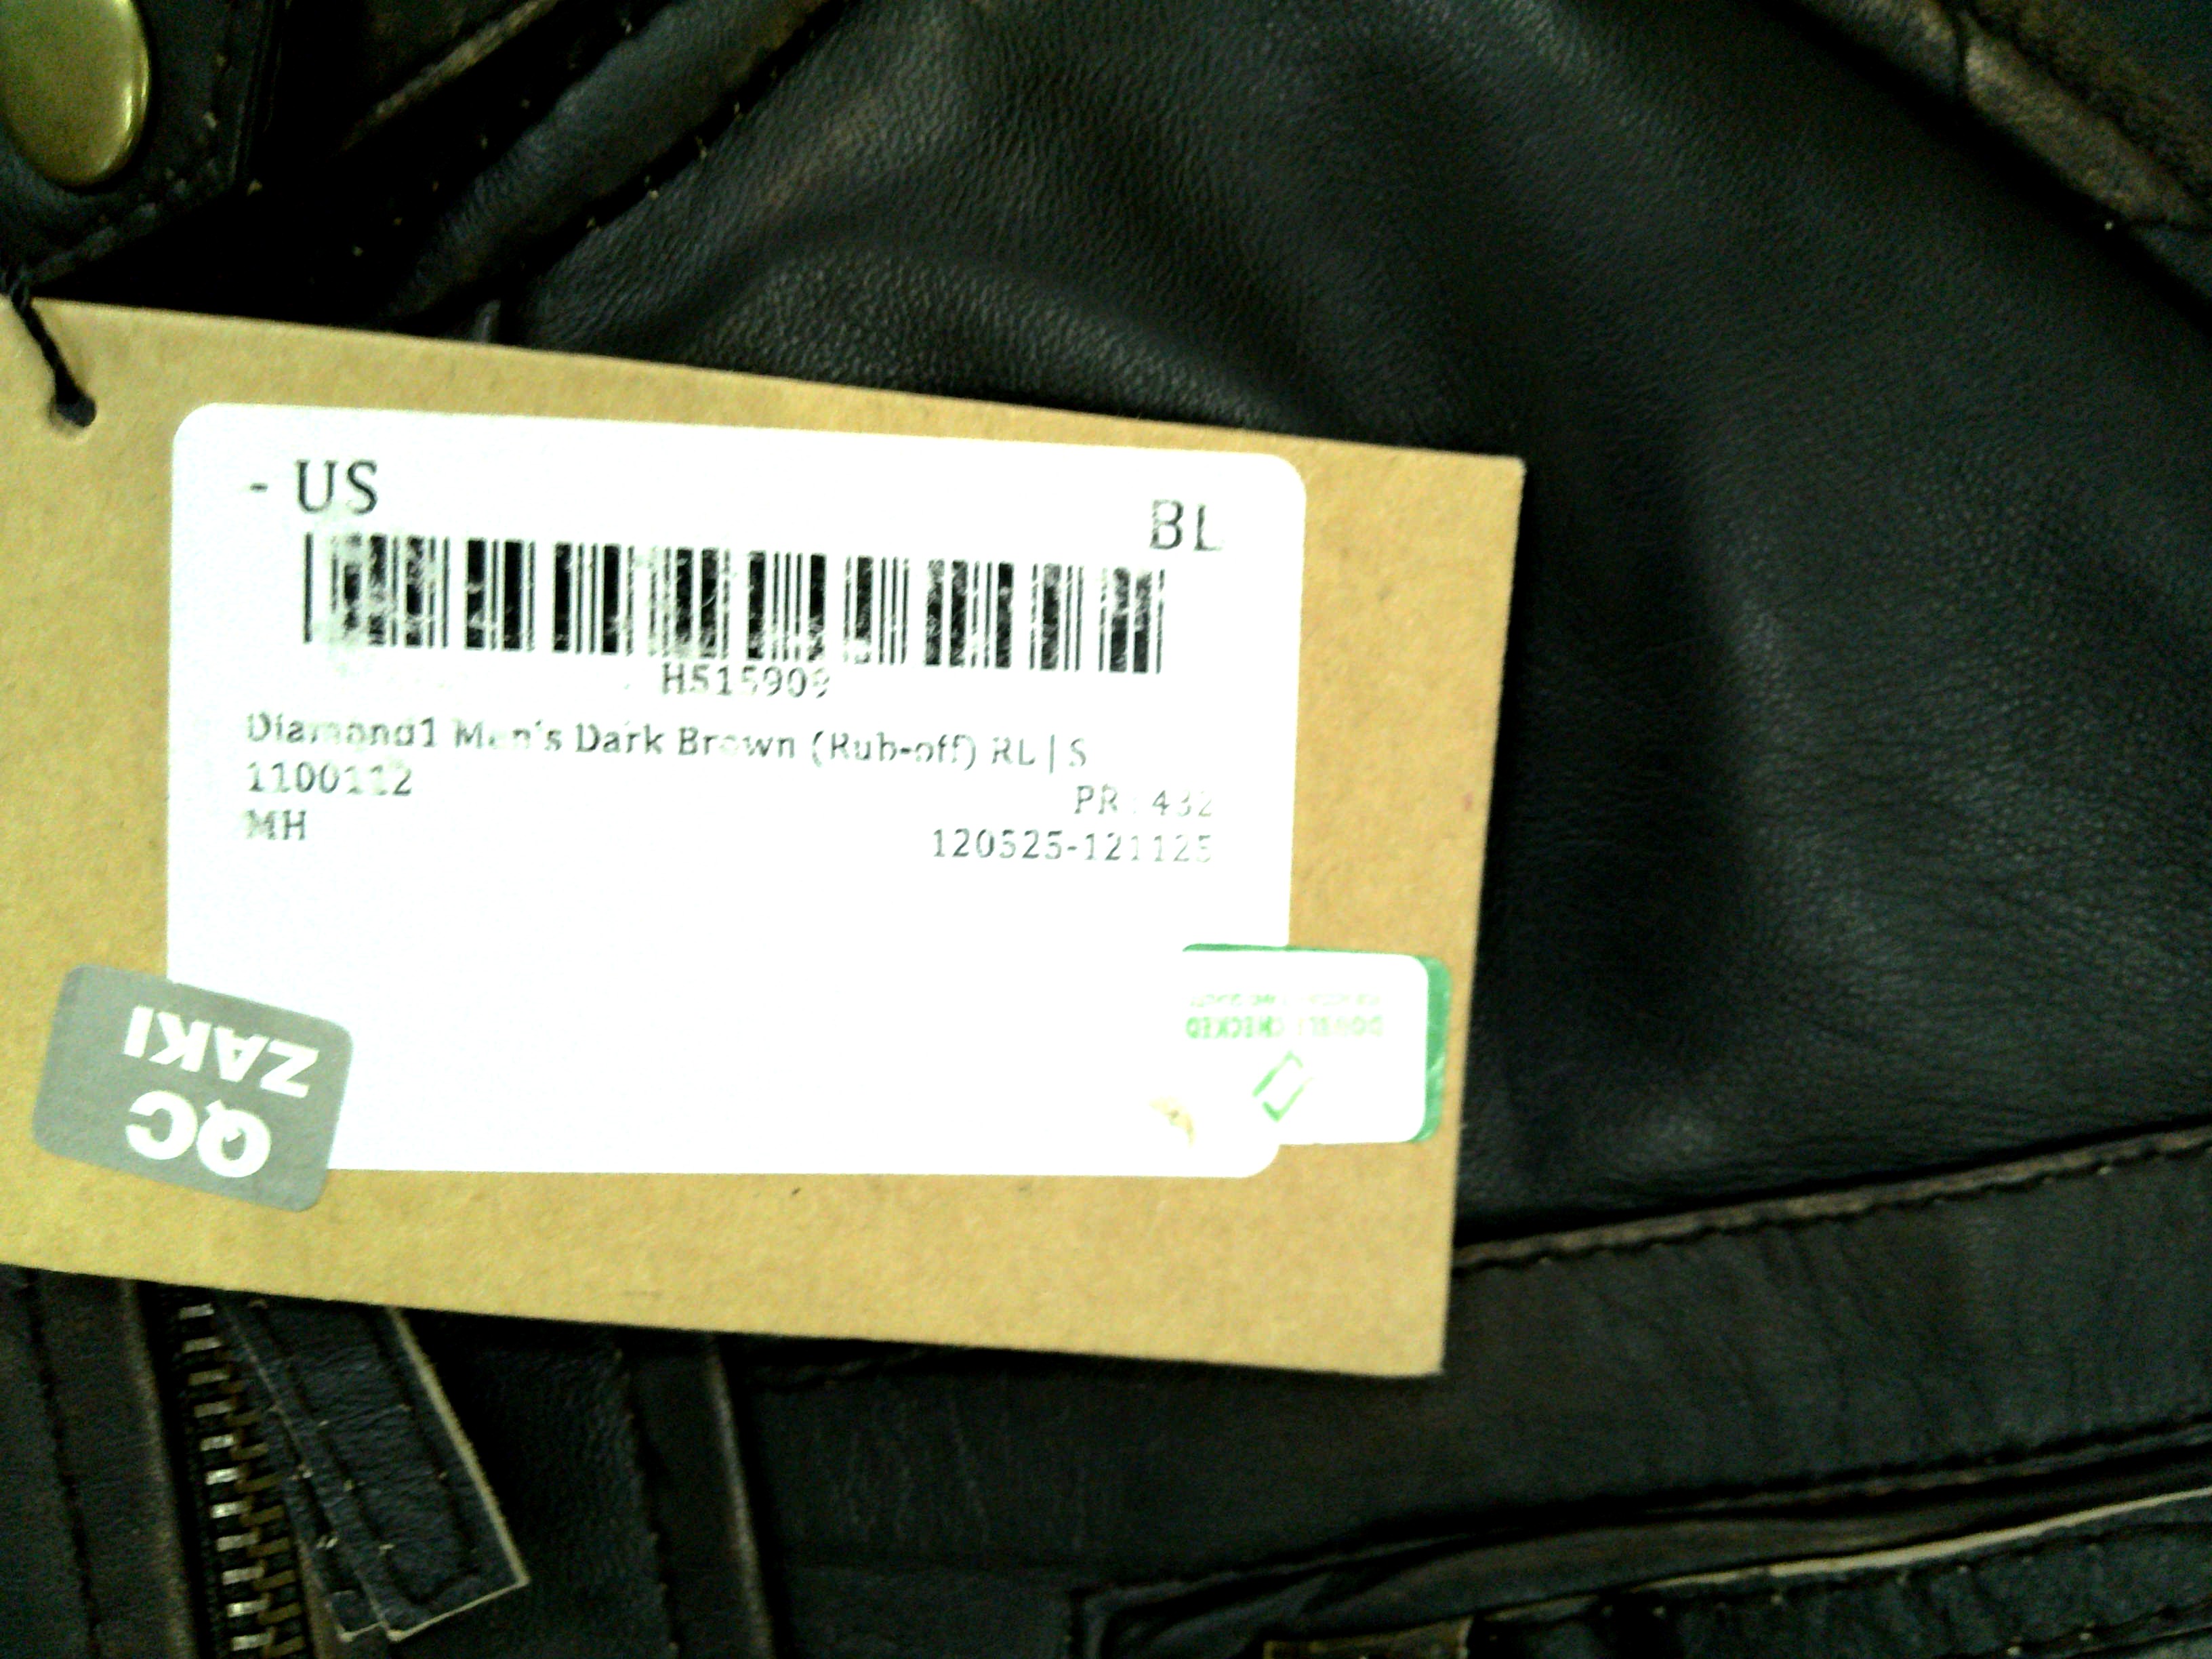 - US
BL
H515909
Diamond1 Men's Dark Brown (Rub-off) RL | S
1100112
PR : 432
MH
120525-121125
DOUBLE CHECKED
QC
ZAKI